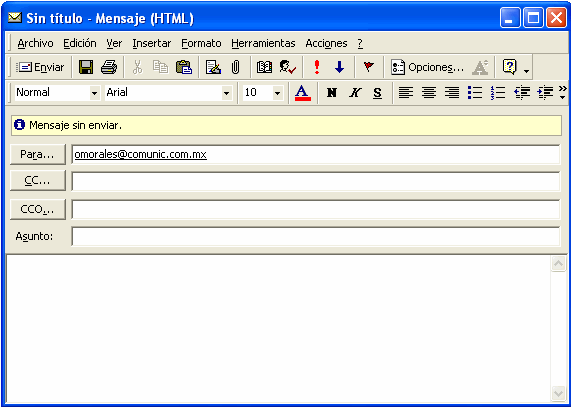 Sin título - Mensaje (HTML)
Archivo Edición Ver Insertar Formato Herramientas Acciones ?
Enviar Opciones...
Normal Arial 10 A N K S
Mensaje sin enviar.
Para... omorales@comunic.com.mx
CC...
CCO...
Asunto: